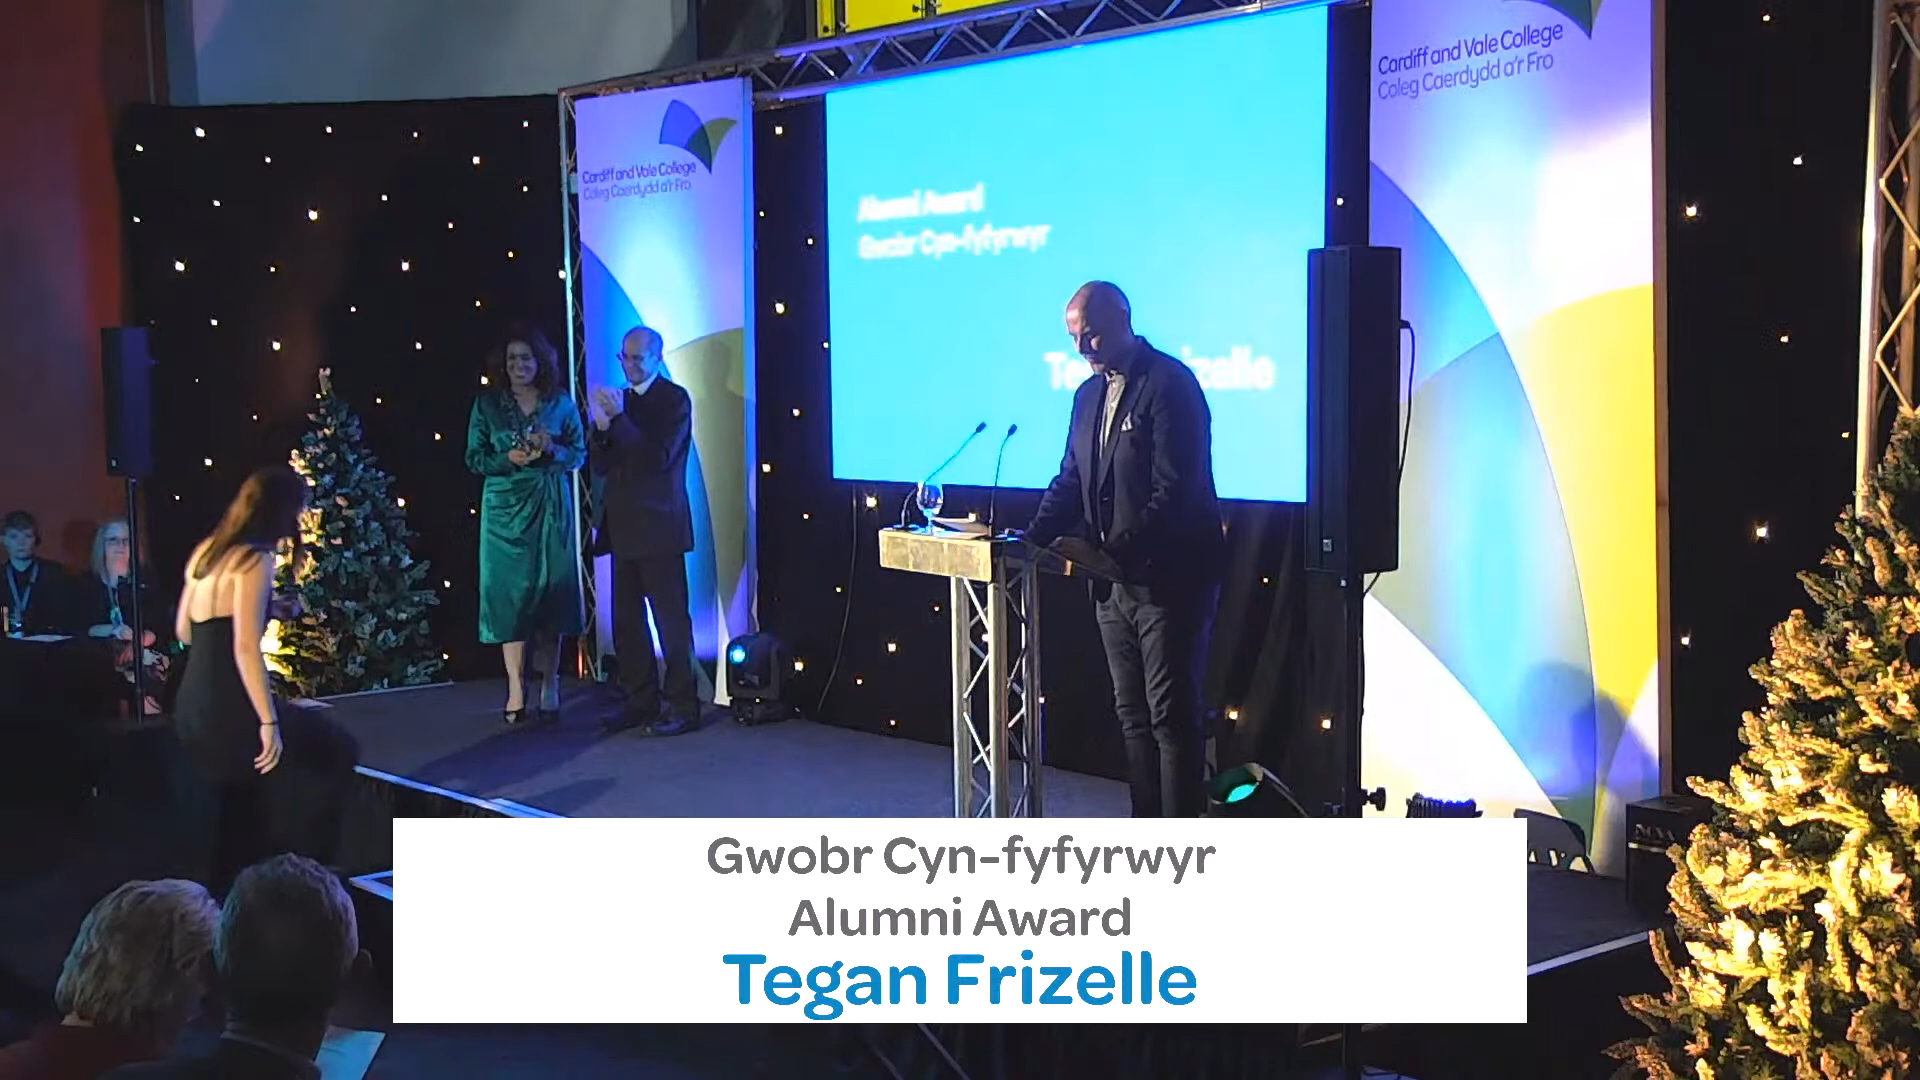 Cardiff and Vale College
Coleg Caerdydd a'r Fro
Cardiff and Vale College
Coleg Caerdydd a'r Fro
Alumni Award
Gwobr Cyn-fyfyrwyr
Gwobr Cyn-fyfyrwyr
Alumni Award
Tegan Frizelle